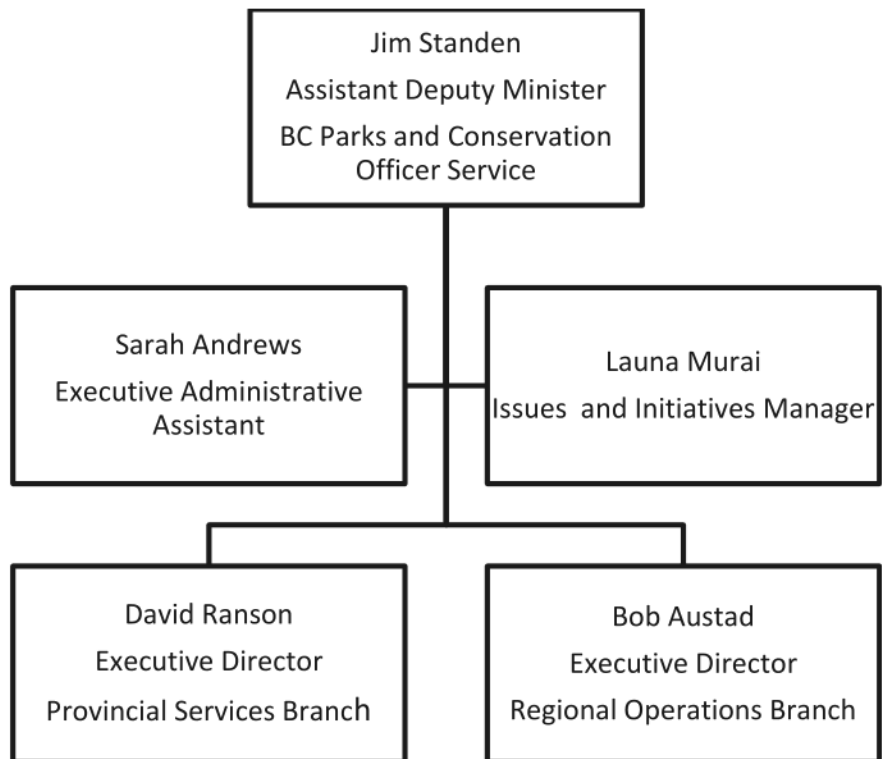 Jim Standen
Assistant Deputy Minister
BC Parks and Conservation
Officer Service
Sarah Andrews
Executive Administrative
Assistant
Launa Murai
Issues  and Initiatives Manager
David Ranson
Executive Director
Provincial Services Branch
Bob Austad
Executive Director
Regional Operations Branch